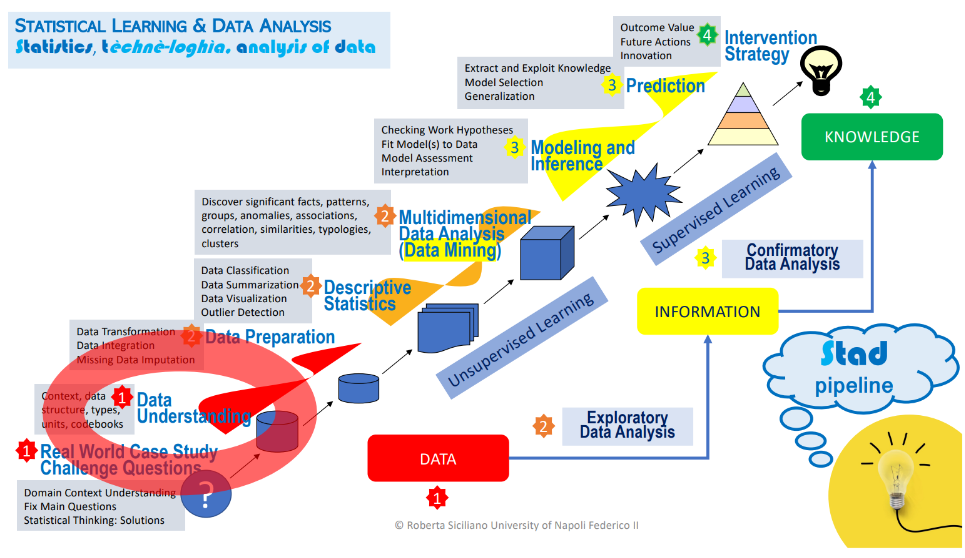 STATISTICAL LEARNING & DATA ANALYSIS
Statistics, tèchnè-loghìa, analysis of data
Outcome Value
Future Actions
Innovation
4
Intervention
Strategy
Extract and Exploit Knowledge
Model Selection
Generalization
3
Prediction
4
KNOWLEDGE
Checking Work Hypotheses
Fit Model(s) to Data
Model Assessment
Interpretation
3
Modeling and
Inference
Supervised Learning
Discover significant facts, patterns,
groups, anomalies, associations,
correlation, similarities, typologies,
clusters
2
Multidimensional
Data Analysis
(Data Mining)
3
Confirmatory
Data Analysis
Data Classification
Data Summarization
Data Visualization
Outlier Detection
2
Descriptive
Statistics
INFORMATION
Unsupervised Learning
Data Transformation
Data Integration
Missing Data Imputation
2
Data Preparation
Stad
pipeline
Context, data
structure, types,
units, codebooks
1
Data
Understanding
2
Exploratory
Data Analysis
1
Real World Case Study
Challenge Questions
DATA
1
Domain Context Understanding
Fix Main Questions
Statistical Thinking: Solutions
?
© Roberta Siciliano University of Napoli Federico II